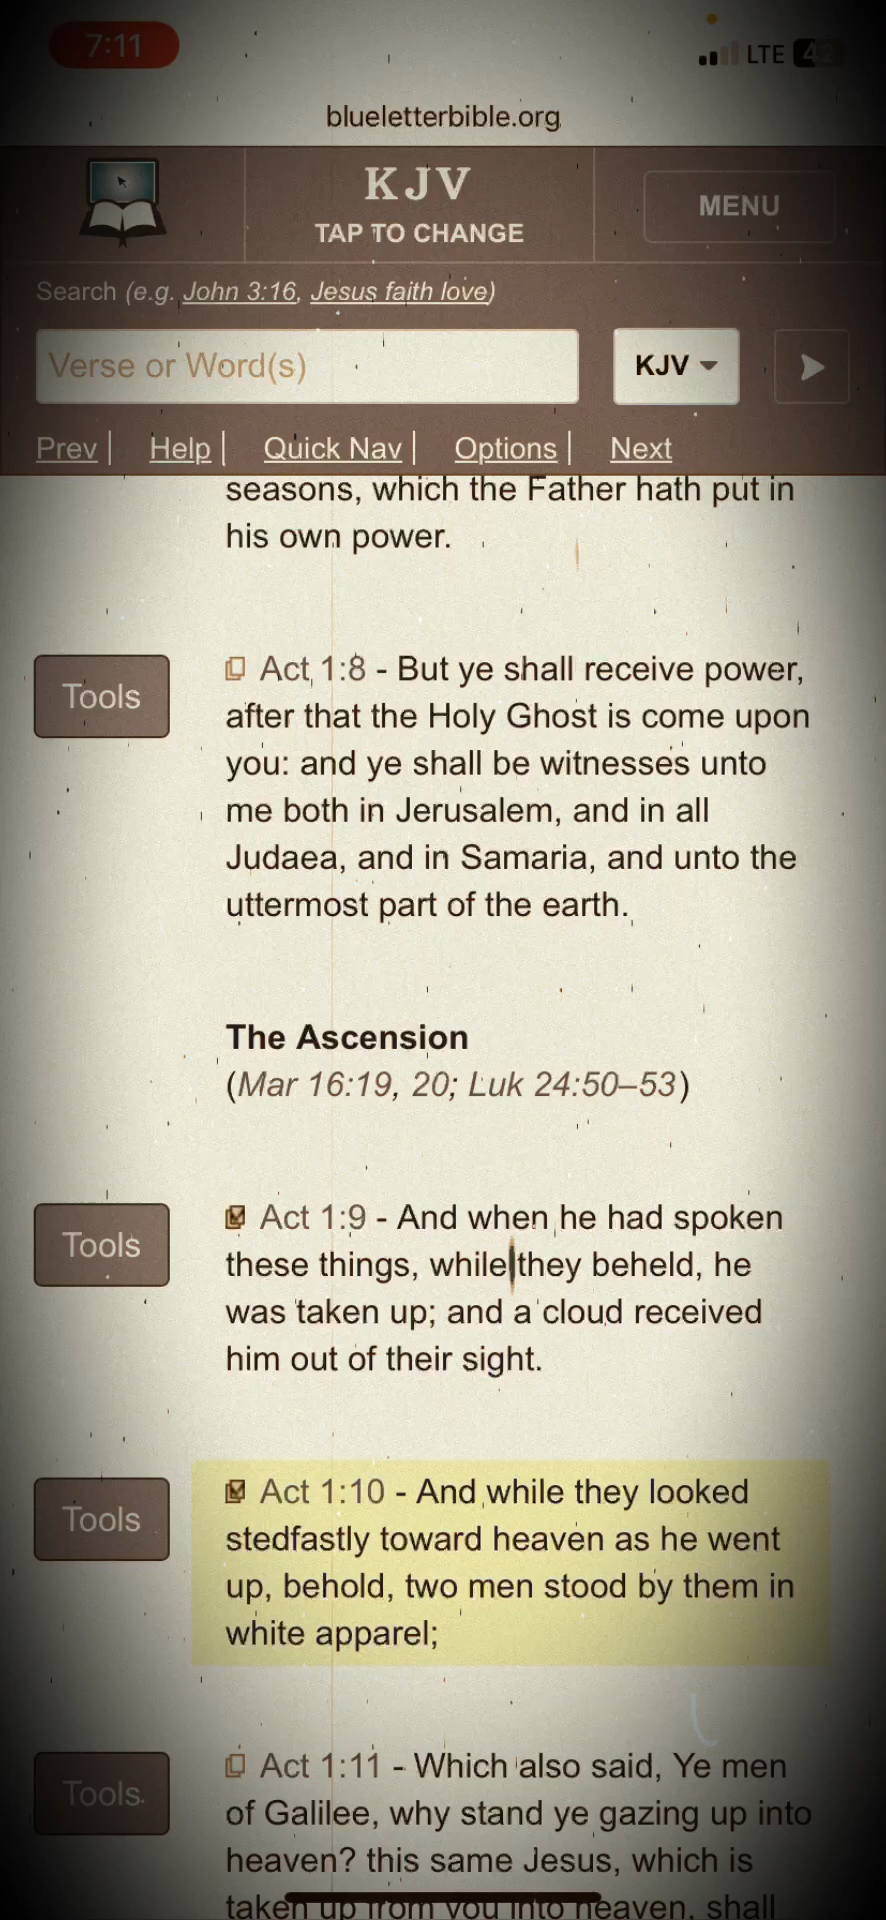 7:11
LTE
blueletterbible.org
KJV
TAP TO CHANGE
MENU
Search (e.g. John 3:16, Jesus faith love)
Verse or Word(s)
KJV
Prev | Help | Quick Nav | Options | Next
seasons, which the Father hath put in
his own power.
Tools
Act 1:8 - But ye shall receive power,
after that the Holy Ghost is come upon
you: and ye shall be witnesses unto
me both in Jerusalem, and in all
Judaea, and in Samaria, and unto the
uttermost part of the earth.
The Ascension
(Mar 16:19, 20; Luk 24:50–53)
Tools
Act 1:9 - And when he had spoken
these things, while they beheld, he
was taken up; and a cloud received
him out of their sight.
Tools
Act 1:10 - And while they looked
stedfastly toward heaven as he went
up, behold, two men stood by them in
white apparel;
Tools
Act 1:11 - Which also said, Ye men
of Galilee, why stand ye gazing up into
heaven? this same Jesus, which is
taken up from you into heaven, shall